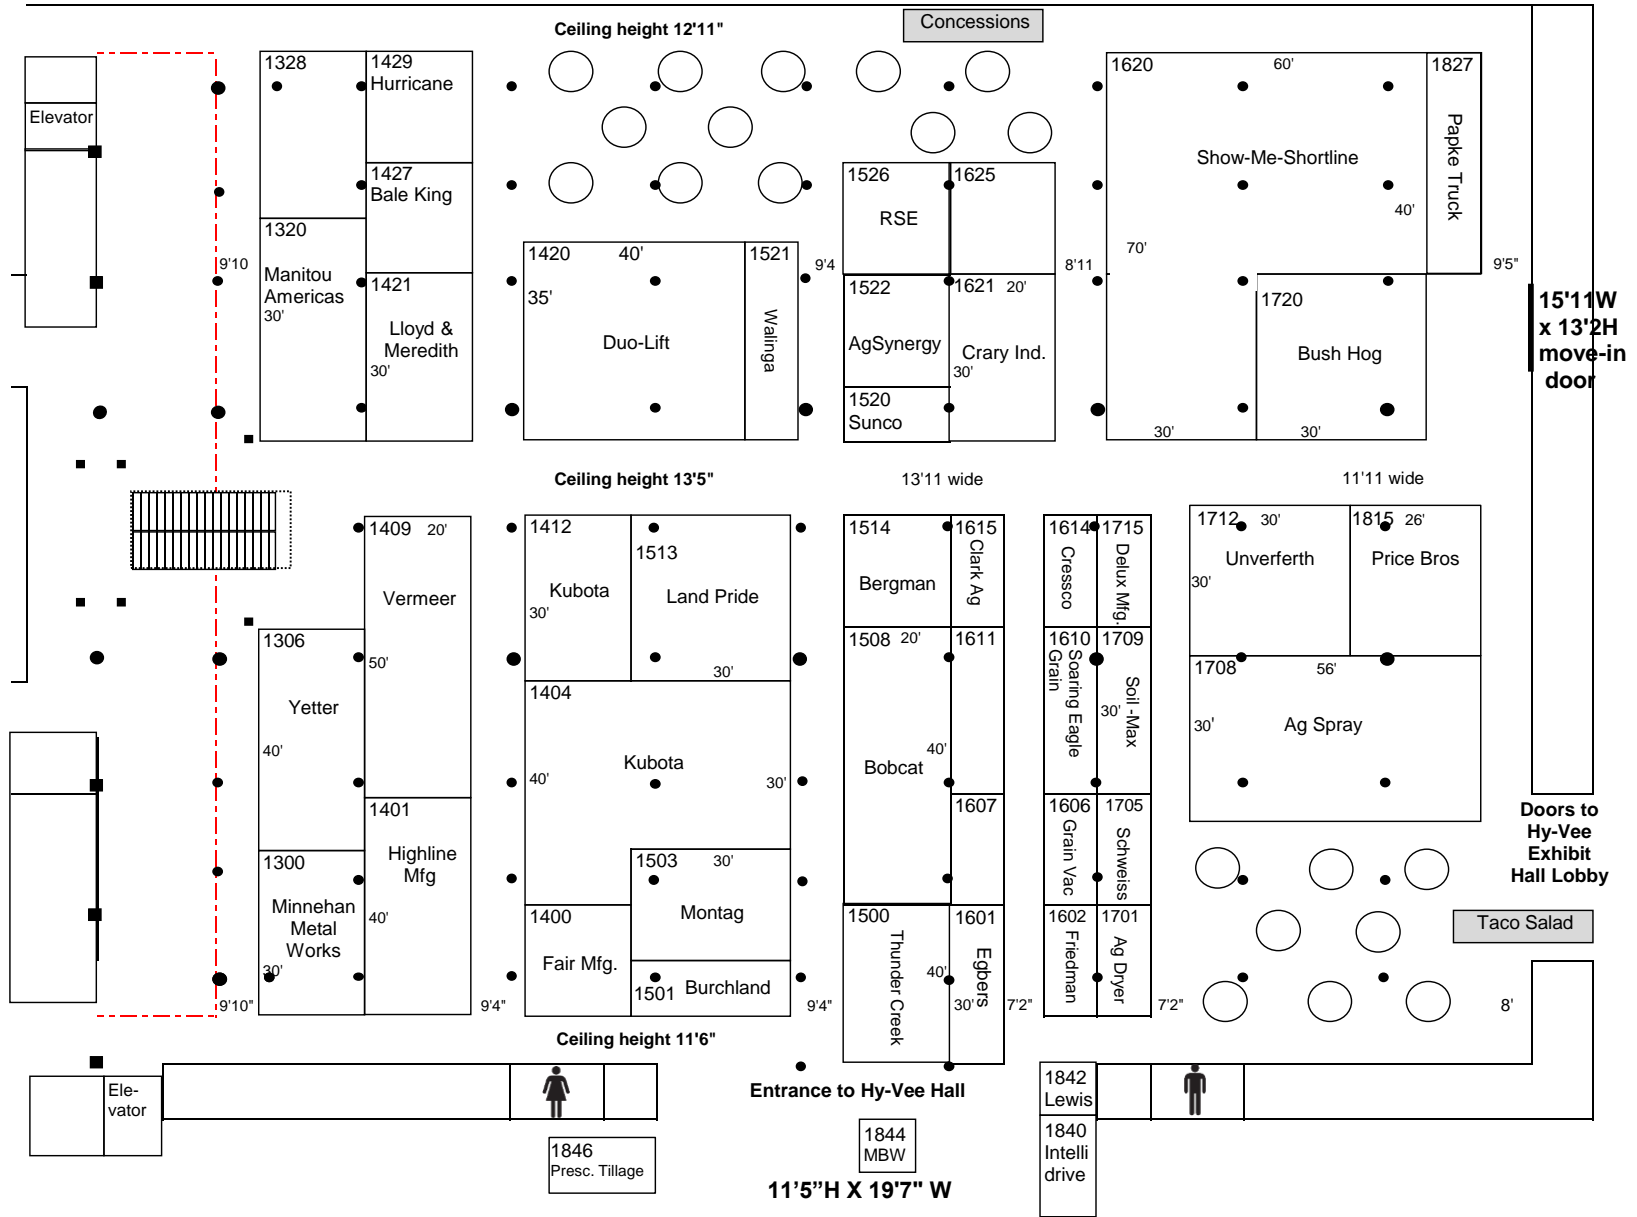 Ceiling height 12'11"
Concessions
Elevator
1328
1429
Hurricane
1427
Bale King
1320
Manitou
Americas
30'
1421
Lloyd &
Meredith
30'
9'10
1420
40'
35'
Duo-Lift
1521
Walinga
9'4
1526
RSE
1625
1522
AgSynergy
1520
Sunco
1621
20'
Crary Ind.
30'
8'11
1620
60'
Show-Me-Shortline
70'
40'
30'
1827
Papke Truck
1720
Bush Hog
30'
9'5"
15'11W
x 13'2H
move-in
door
Ceiling height 13'5"
13'11 wide
11'11 wide
1409
20'
Vermeer
50'
1306
Yetter
40'
1401
Highline
Mfg
40'
1300
Minnehan
Metal
Works
30'
9'10"
9'4"
1412
Kubota
30'
1513
Land Pride
30'
1404
Kubota
40'
30'
1503
30'
Montag
1400
Fair Mfg.
1501
Burchland
9'4"
1514
Bergman
1615
Clark Ag
1508
20'
Bobcat
40'
1611
1607
1500
Thunder Creek
40'
1601
Egbers
30'
7'2"
1614
Cressco
1715
Delux Mfg.
1610
Soaring Eagle
Grain
1709
Soil -Max
30'
1606
Grain Vac
1705
Schweiss
1602
Friedman
1701
Ag Dryer
7'2"
1712
30'
Unverferth
30'
1815
26'
Price Bros
1708
56'
30'
Ag Spray
Doors to
Hy-Vee
Exhibit
Hall Lobby
Taco Salad
8'
Ceiling height 11'6"
Ele-
vator
Entrance to Hy-Vee Hall
1842
Lewis
1840
Intelli
drive
1844
MBW
1846
Presc. Tillage
11’5”H X 19'7" W